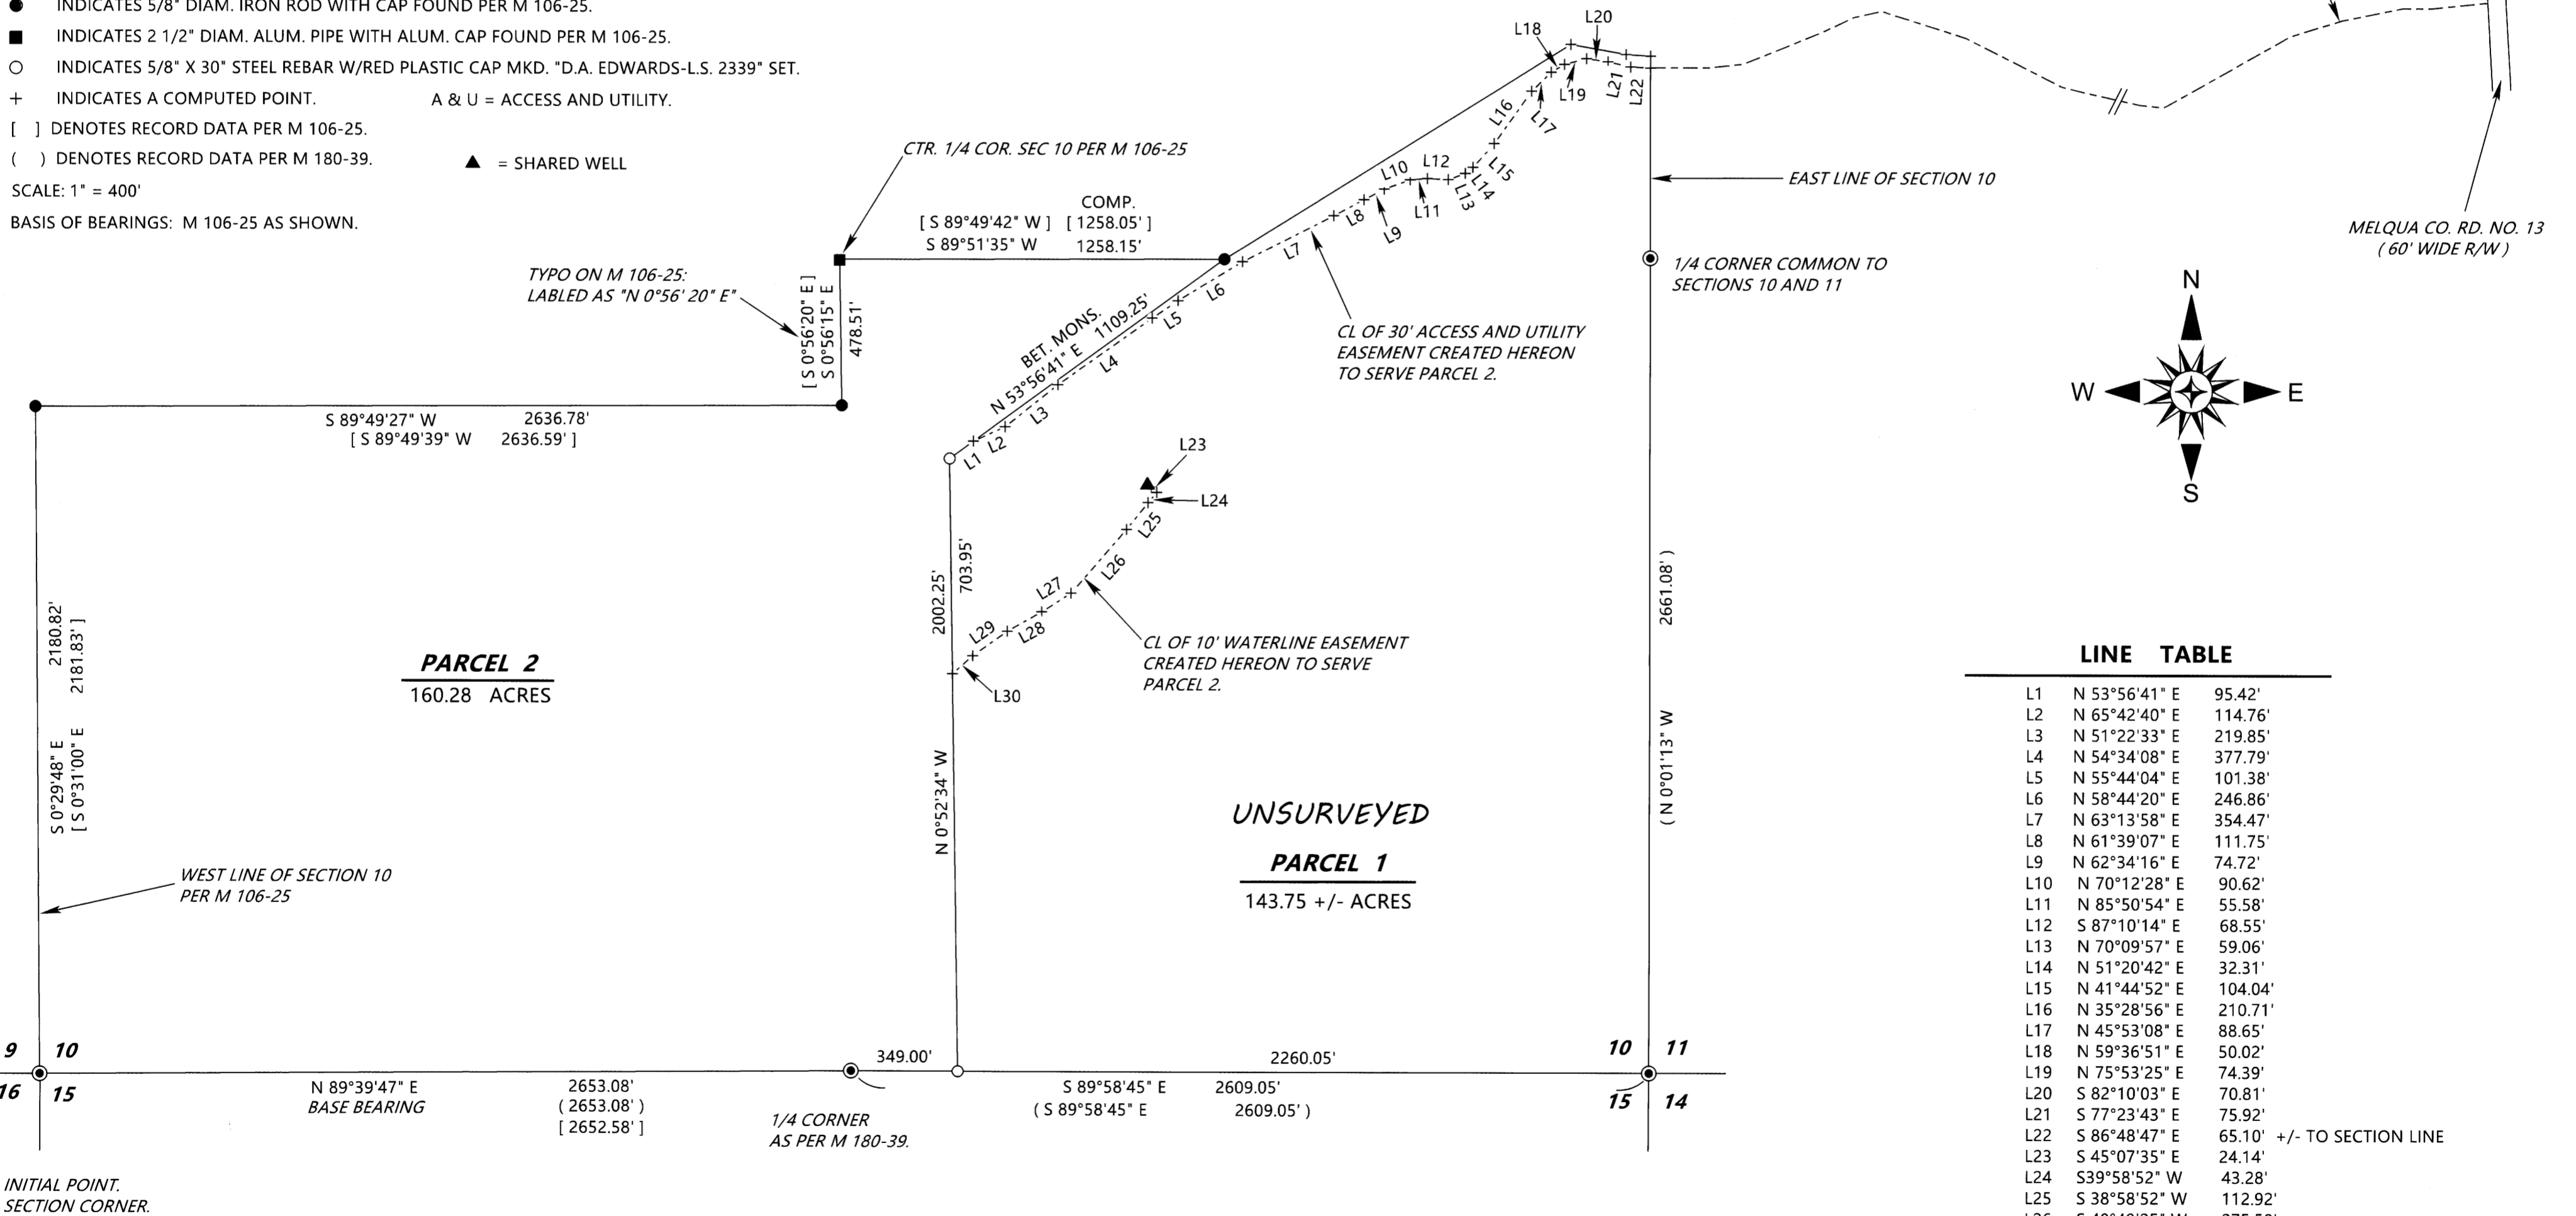 INDICATES 5/8" DIAM. IRON ROD WITH CAP FOUND PER M 106-25.
INDICATES 2 1/2" DIAM. ALUM. PIPE WITH ALUM. CAP FOUND PER M 106-25.
INDICATES 5/8" X 30" STEEL REBAR W/RED PLASTIC CAP MKD. "D.A. EDWARDS-L.S. 2339" SET.
+ INDICATES A COMPUTED POINT.
A & U = ACCESS AND UTILITY.
[ ] DENOTES RECORD DATA PER M 106-25.
( ) DENOTES RECORD DATA PER M 180-39.
▲ = SHARED WELL
SCALE: 1" = 400'
BASIS OF BEARINGS: M 106-25 AS SHOWN.
CTR. 1/4 COR. SEC 10 PER M 106-25
COMP.
[ S 89°49'42" W ] [ 1258.05' ]
S 89°51'35" W 1258.15'
TYPO ON M 106-25:
LABLED AS "N 0°56' 20" E"
[ S 0°56'20" E ]
S 0°56'15" E
478.51'
BET. MONS.
N 53°56'41" E 1109.25'
L1
L2
L3
L4
L5
L6
L7
L8
L9
L10
L11
L12
L13
L14
L15
L16
L17
L18
L19
L20
L21
L22
EAST LINE OF SECTION 10
MELQUA CO. RD. NO. 13
( 60' WIDE R/W )
1/4 CORNER COMMON TO
SECTIONS 10 AND 11
CL OF 30' ACCESS AND UTILITY
EASEMENT CREATED HEREON
TO SERVE PARCEL 2.
N
W
E
S
S 89°49'27" W 2636.78'
[ S 89°49'39" W 2636.59' ]
L23
L24
L25
L26
L27
L28
L29
L30
2002.25'
703.95'
N 0°52'34" W
CL OF 10' WATERLINE EASEMENT
CREATED HEREON TO SERVE
PARCEL 2.
S 0°29'48" E 2180.82'
[ S 0°31'00" E 2181.83' ]
PARCEL 2
160.28 ACRES
2661.08' )
( N 0°01'13" W
UNSURVEYED
PARCEL 1
143.75 +/- ACRES
WEST LINE OF SECTION 10
PER M 106-25
9 10
16 15
349.00'
2260.05'
10 11
15 14
N 89°39'47" E 2653.08'
BASE BEARING ( 2653.08' )
[ 2652.58' ]
S 89°58'45" E 2609.05'
( S 89°58'45" E 2609.05' )
1/4 CORNER
AS PER M 180-39.
INITIAL POINT.
SECTION CORNER.
LINE TABLE
L1 N 53°56'41" E 95.42'
L2 N 65°42'40" E 114.76'
L3 N 51°22'33" E 219.85'
L4 N 54°34'08" E 377.79'
L5 N 55°44'04" E 101.38'
L6 N 58°44'20" E 246.86'
L7 N 63°13'58" E 354.47'
L8 N 61°39'07" E 111.75'
L9 N 62°34'16" E 74.72'
L10 N 70°12'28" E 90.62'
L11 N 85°50'54" E 55.58'
L12 S 87°10'14" E 68.55'
L13 N 70°09'57" E 59.06'
L14 N 51°20'42" E 32.31'
L15 N 41°44'52" E 104.04'
L16 N 35°28'56" E 210.71'
L17 N 45°53'08" E 88.65'
L18 N 59°36'51" E 50.02'
L19 N 75°53'25" E 74.39'
L20 S 82°10'03" E 70.81'
L21 S 77°23'43" E 75.92'
L22 S 86°48'47" E 65.10' +/- TO SECTION LINE
L23 S 45°07'35" E 24.14'
L24 S39°58'52" W 43.28'
L25 S 38°58'52" W 112.92'